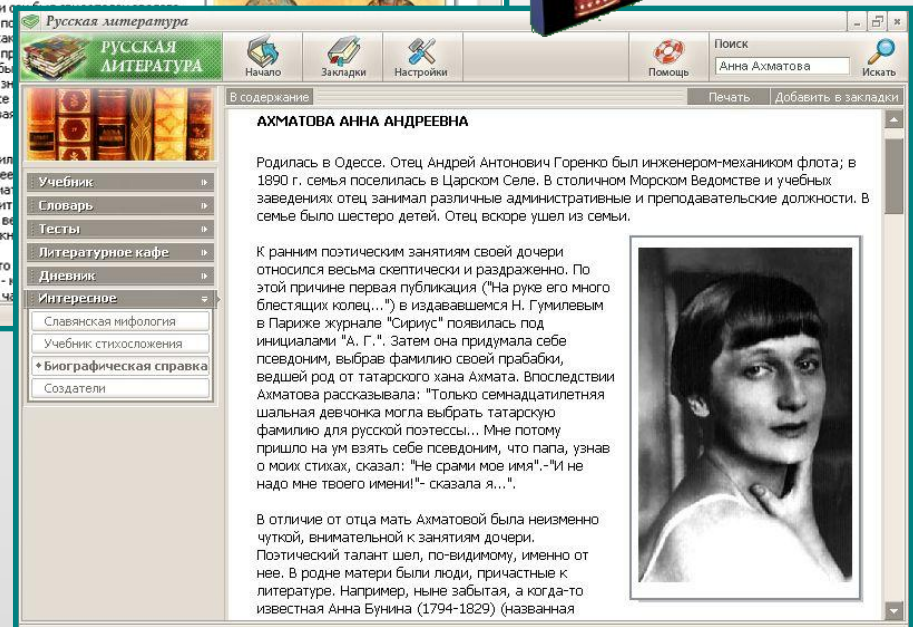 Русская литература
РУССКАЯ
ЛИТЕРАТУРА
Начало
Закладки
Настройки
Помощь
Поиск
Анна Ахматова
Искать
В содержание
Печать
Добавить в закладки
Учебник
Словарь
Тесты
Литературное кафе
Дневник
Интересное
Славянская мифология
Учебник стихосложения
Биографическая справка
Создатели
АХМАТОВА АННА АНДРЕЕВНА
Родилась в Одессе. Отец Андрей Антонович Горенко был инженером-механиком флота; в
1890 г. семья поселилась в Царском Селе. В столичном Морском Ведомстве и учебных
заведениях отец занимал различные административные и преподавательские должности. В
семье было шестеро детей. Отец вскоре ушел из семьи.
К ранним поэтическим занятиям своей дочери
относился весьма скептически и раздраженно. По
этой причине первая публикация ("На руке его много
блестящих колец...") в издававшемся Н. Гумилевым
в Париже журнале "Сириус" появилась под
инициалами "А. Г.". Затем она придумала себе
псевдоним, выбрав фамилию своей прабабки,
ведшей род от татарского хана Ахмата. Впоследствии
Ахматова рассказывала: "Только семнадцатилетняя
шальная девчонка могла выбрать татарскую
фамилию для русской поэтессы... Мне потому
пришло на ум взять себе псевдоним, что папа, узнав
о моих стихах, сказал: "Не срами мое имя".-"И не
надо мне твоего имени!"- сказала я...".
В отличие от отца мать Ахматовой была неизменно
чуткой, внимательной к занятиям дочери.
Поэтический талант шел, по-видимому, именно от
нее. В родне матери были люди, причастные к
литературе. Например, ныне забытая, а когда-то
известная Анна Бунина (1794-1829) (названная